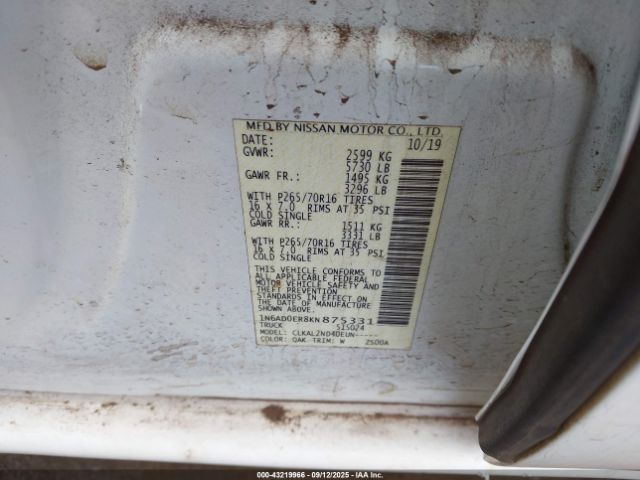 MFD BY NISSAN MOTOR CO., LTD.
DATE: 10/19
GVWR: 2599 KG
5730 LB
GAWR FR.: 1495 KG
3296 LB
WITH P265/70R16 TIRES
16 X 7.0 RIMS AT 35 PSI
COLD SINGLE
GAWR RR.: 1511 KG
3331 LB
WITH P265/70R16 TIRES
16 X 7.0 RIMS AT 35 PSI
COLD SINGLE
THIS VEHICLE CONFORMS TO
ALL APPLICABLE FEDERAL
MOTOR VEHICLE SAFETY AND
THEFT PREVENTION
STANDARDS IN EFFECT ON
THE DATE OF MANUFACTURE
1N6AD0ER8KN875331
TRUCK SIS024
MODEL: CLKAL2ND4DEUN-----
COLOR: QAK TRIM: W 2500A
000-43219966 - 09/12/2025 - IAA Inc.